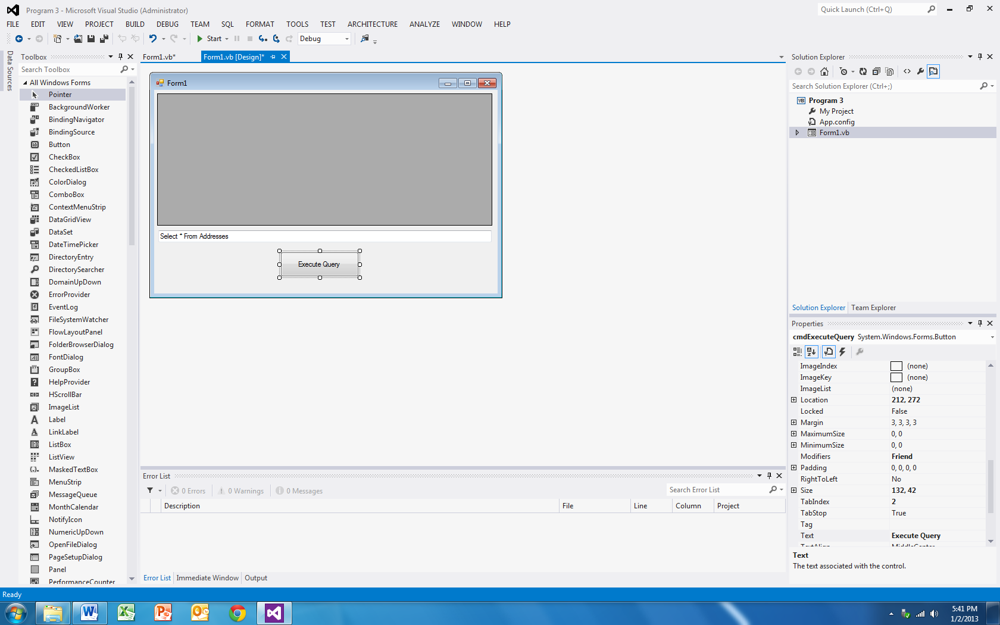 Program 3 - Microsoft Visual Studio (Administrator)
Quick Launch (Ctrl+Q)
FILE EDIT VIEW PROJECT BUILD DEBUG TEAM SQL FORMAT TOOLS TEST ARCHITECTURE ANALYZE WINDOW HELP
Start Debug
Data Sources
Toolbox
Search Toolbox
All Windows Forms
Pointer
BackgroundWorker
BindingNavigator
BindingSource
Button
CheckBox
CheckedListBox
ColorDialog
ComboBox
ContextMenuStrip
DataGridView
DataSet
DateTimePicker
DirectoryEntry
DirectorySearcher
DomainUpDown
ErrorProvider
EventLog
FileSystemWatcher
FlowLayoutPanel
FolderBrowserDialog
FontDialog
GroupBox
HelpProvider
HScrollBar
ImageList
Label
LinkLabel
ListBox
ListView
MaskedTextBox
MenuStrip
MessageQueue
MonthCalendar
NotifyIcon
NumericUpDown
OpenFileDialog
PageSetupDialog
Panel
PerformanceCounter
Form1.vb* Form1.vb [Design]*
Form1
Select * From Addresses
Execute Query
Error List
0 Errors 0 Warnings 0 Messages
Search Error List
Description File Line Column Project
Error List Immediate Window Output
Solution Explorer
Search Solution Explorer (Ctrl+;)
VB Program 3
My Project
App.config
Form1.vb
Solution Explorer Team Explorer
Properties
cmdExecuteQuery System.Windows.Forms.Button
ImageIndex (none)
ImageKey (none)
ImageList (none)
Location 212, 272
Locked False
Margin 3, 3, 3, 3
MaximumSize 0, 0
MinimumSize 0, 0
Modifiers Friend
Padding 0, 0, 0, 0
RightToLeft No
Size 132, 42
TabIndex 2
TabStop True
Tag
Text Execute Query
TextAlign MiddleCenter
Text
The text associated with the control.
Ready
5:41 PM
1/2/2013